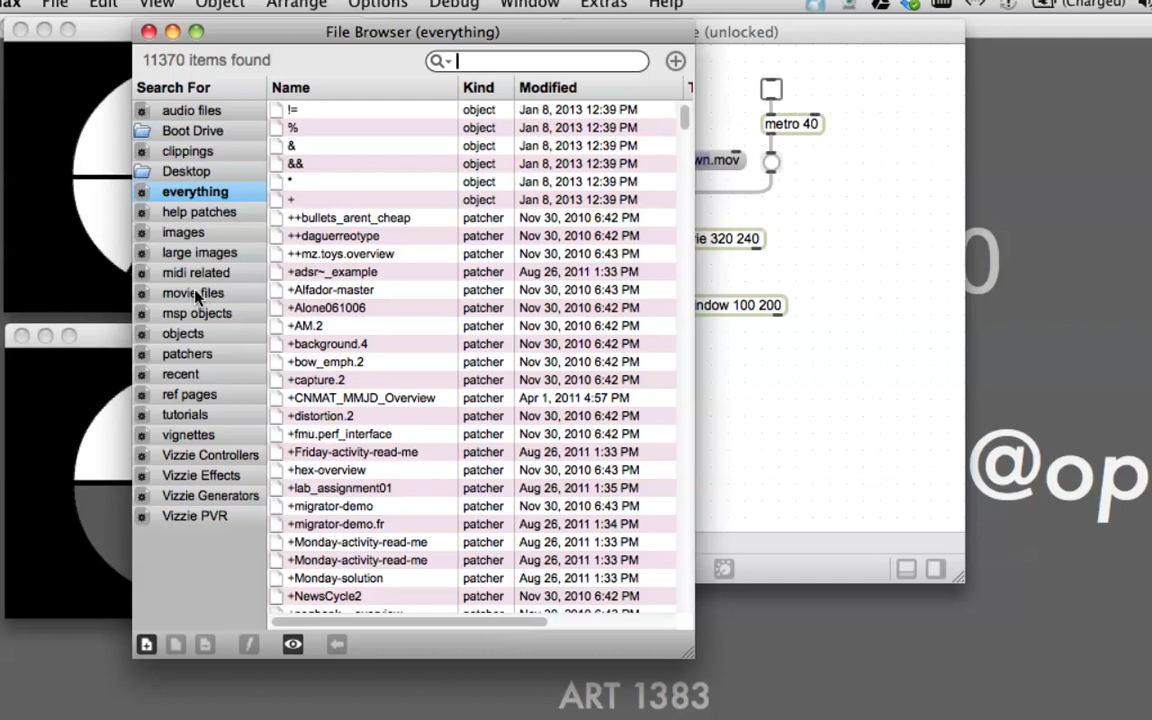 ax File Edit View Object Arrange Options Debug Window Extras Help (Charged)
File Browser (everything)
e (unlocked)
11370 items found
Search For Name Kind Modified T
audio files
Boot Drive
clippings
Desktop
everything
help patches
images
large images
midi related
movie files
msp objects
objects
patchers
recent
ref pages
tutorials
vignettes
Vizzie Controllers
Vizzie Effects
Vizzie Generators
Vizzie PVR
!= object Jan 8, 2013 12:39 PM
% object Jan 8, 2013 12:39 PM
& object Jan 8, 2013 12:39 PM
&& object Jan 8, 2013 12:39 PM
* object Jan 8, 2013 12:39 PM
+ object Jan 8, 2013 12:39 PM
++bullets_arent_cheap patcher Nov 30, 2010 6:42 PM
++daguerreotype patcher Nov 30, 2010 6:42 PM
++mz.toys.overview patcher Nov 30, 2010 6:43 PM
+adsr~_example patcher Aug 26, 2011 1:33 PM
+Alfador-master patcher Nov 30, 2010 6:43 PM
+Alone061006 patcher Nov 30, 2010 6:42 PM
+AM.2 patcher Nov 30, 2010 6:42 PM
+background.4 patcher Nov 30, 2010 6:42 PM
+bow_emph.2 patcher Nov 30, 2010 6:42 PM
+capture.2 patcher Nov 30, 2010 6:42 PM
+CNMAT_MMJD_Overview patcher Apr 1, 2011 4:57 PM
+distortion.2 patcher Nov 30, 2010 6:42 PM
+fmu.perf_interface patcher Nov 30, 2010 6:42 PM
+Friday-activity-read-me patcher Aug 26, 2011 1:33 PM
+hex-overview patcher Nov 30, 2010 6:42 PM
+lab_assignment01 patcher Aug 26, 2011 1:35 PM
+migrator-demo patcher Nov 30, 2010 6:43 PM
+migrator-demo.fr patcher Aug 26, 2011 1:34 PM
+Monday-activity-read-me patcher Aug 26, 2011 1:33 PM
+Monday-activity-read-me patcher Aug 26, 2011 1:33 PM
+Monday-solution patcher Aug 26, 2011 1:33 PM
+NewsCycle2 patcher Nov 30, 2010 6:42 PM
metro 40
wn.mov
ie 320 240
indow 100 200
0
@op
ART 1383